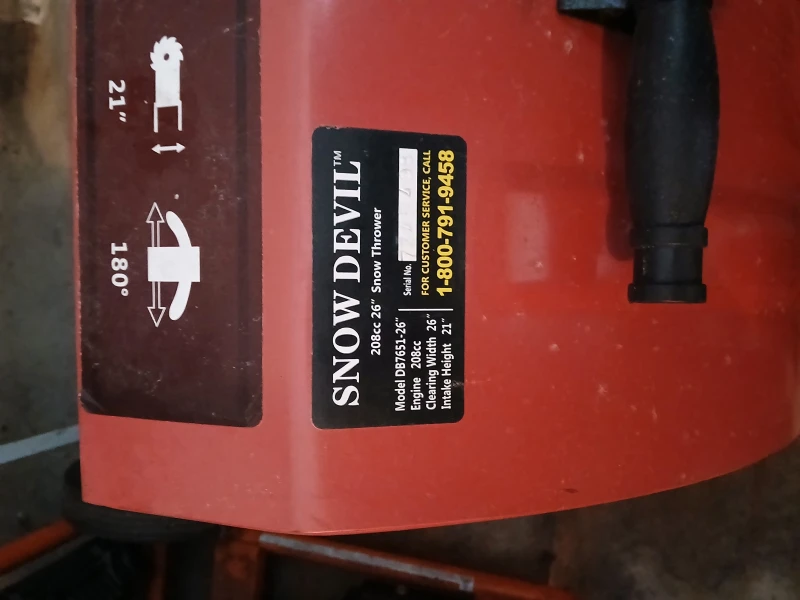 21"
180°
SNOW DEVIL™
208cc 26" Snow Thrower
Model DB7651-26"
Engine 208cc
Clearing Width 26"
Intake Height 21"
Serial No.
FOR CUSTOMER SERVICE, CALL
1-800-791-9458